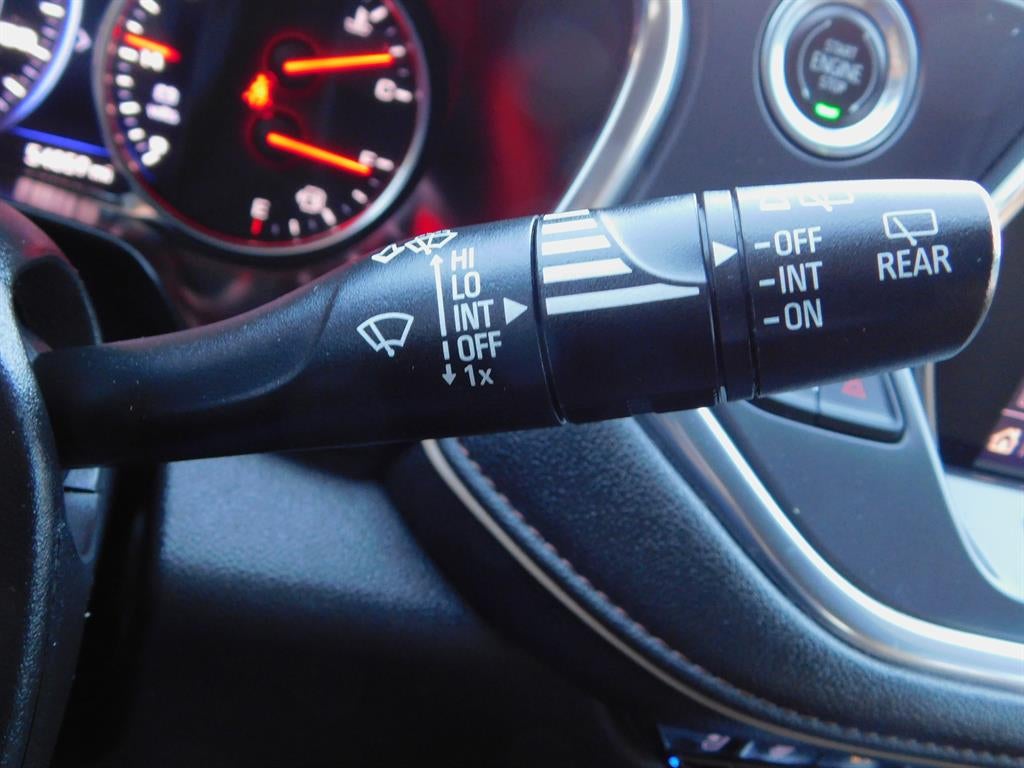 START
ENGINE
STOP
H
C
F
E
HI
LO
INT
OFF
1x
-OFF
-INT
-ON
REAR